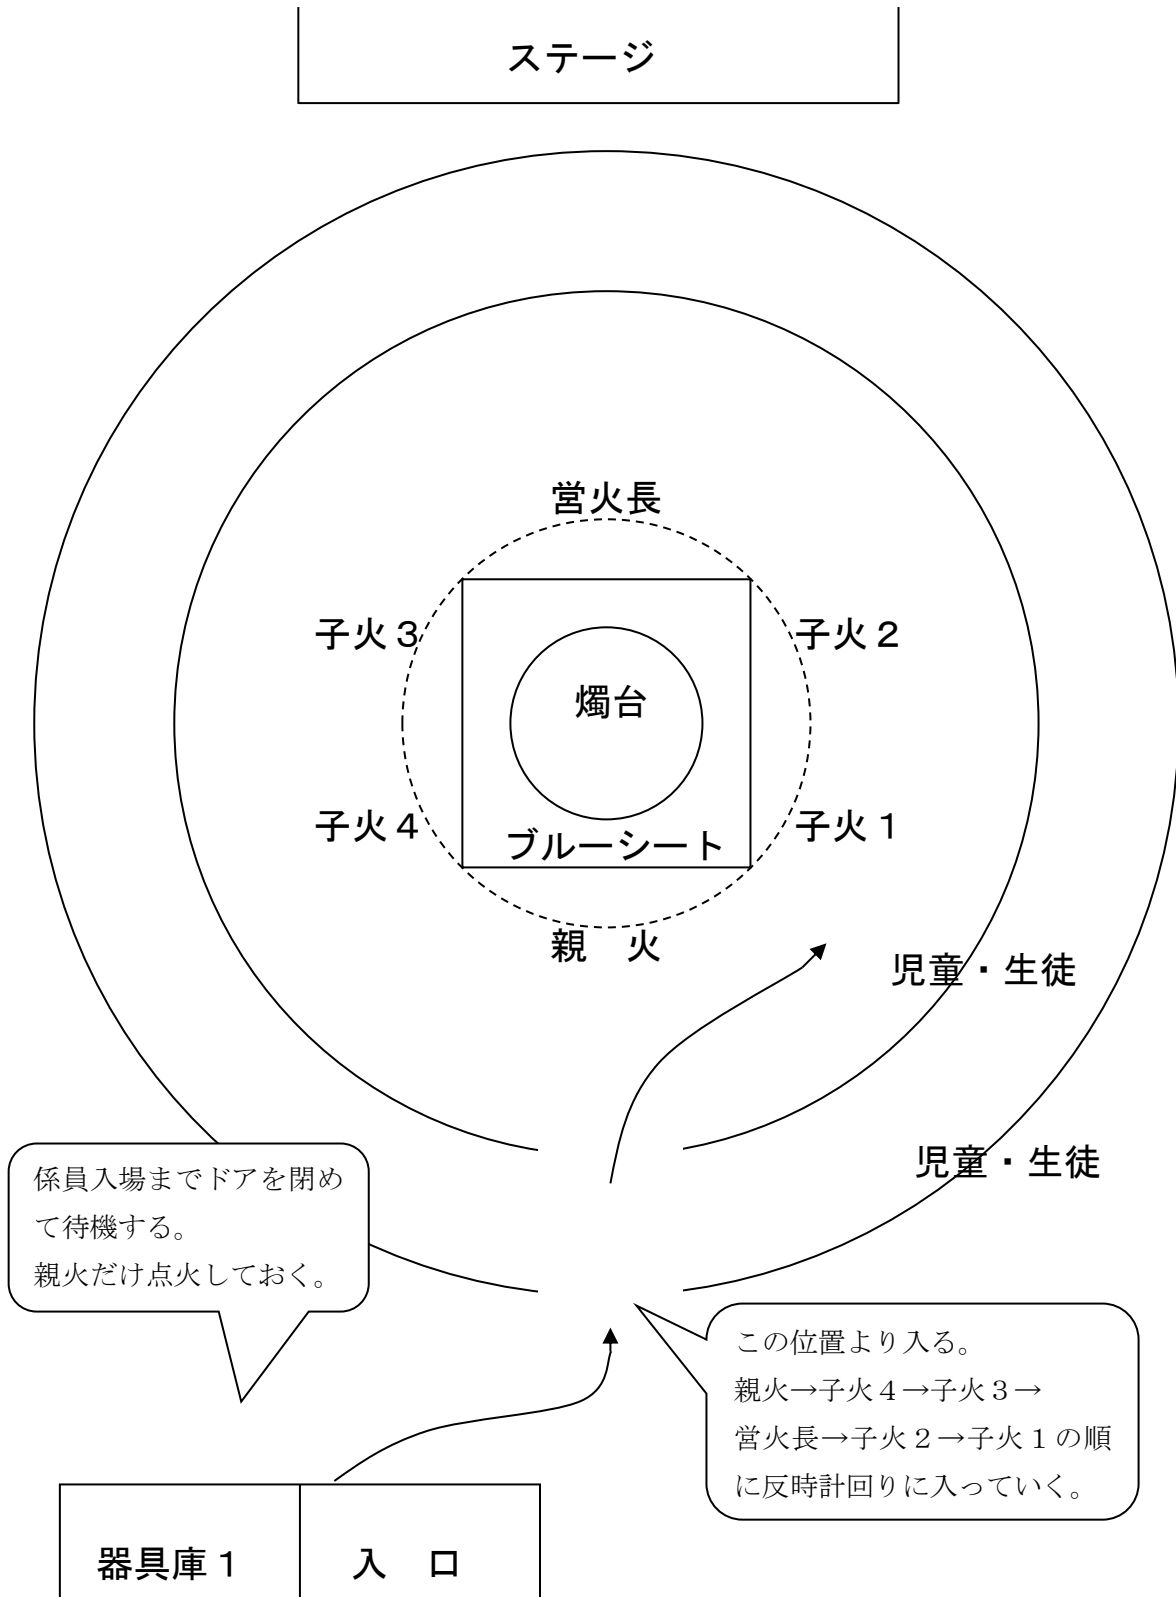 ステージ
営火長
子火３
子火２
燭台
子火４
子火１
ブルーシート
親　火
児童・生徒
児童・生徒
係員入場までドアを閉め
て待機する。
親火だけ点火しておく。
この位置より入る。
親火→子火４→子火３→
営火長→子火２→子火１の順
に反時計回りに入っていく。
器具庫１
入　口